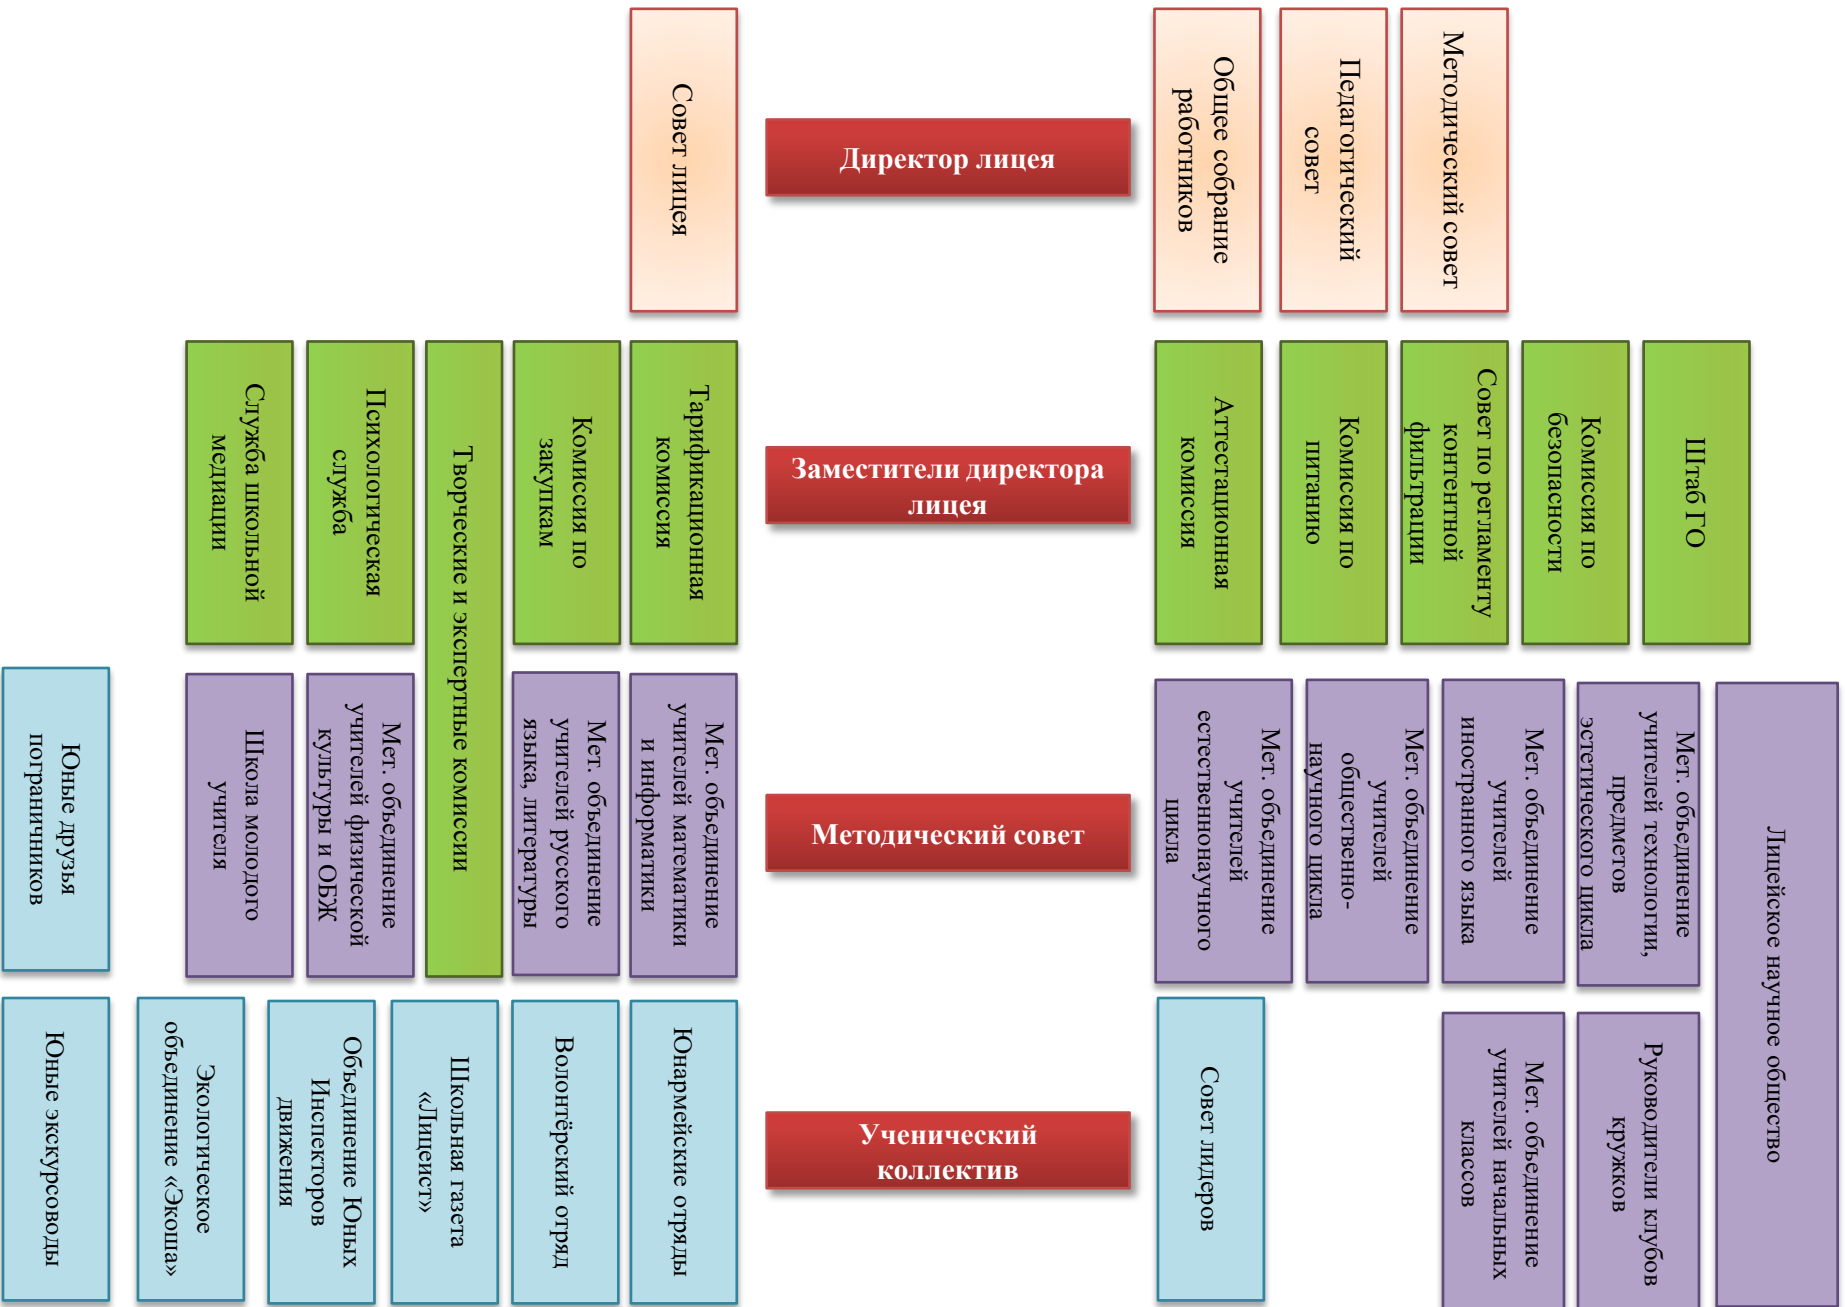 Совет лицея
Директор лицея
Общее собрание
работников
Педагогический
совет
Методический совет
Служба школьной
медиации
Психологическая
служба
Творческие и экспертные комиссии
Комиссия по
закупкам
Тарификационная
комиссия
Заместители директора
лицея
Аттестационная
комиссия
Комиссия по
питанию
Совет по регламенту
контентной
фильтрации
Комиссия по
безопасности
Штаб ГО
Юные друзья
пограничников
Школа молодого
учителя
Мет. объединение
учителей физической
культуры и ОБЖ
Мет. объединение
учителей русского
языка, литературы
Мет. объединение
учителей математики
и информатики
Методический совет
Мет. объединение
учителей
естественнонаучного
цикла
Мет. объединение
учителей
общественно-
научного цикла
Мет. объединение
учителей
иностранного языка
Мет. объединение
учителей технологии,
предметов
эстетического цикла
Лицейское научное общество
Юные экскурсоводы
Экологическое
объединение «Экоша»
Объединение Юных
Инспекторов
движения
Школьная газета
«Лицеист»
Волонтёрский отряд
Юнармейские отряды
Ученический
коллектив
Совет лидеров
Мет. объединение
учителей начальных
классов
Руководители клубов
кружков